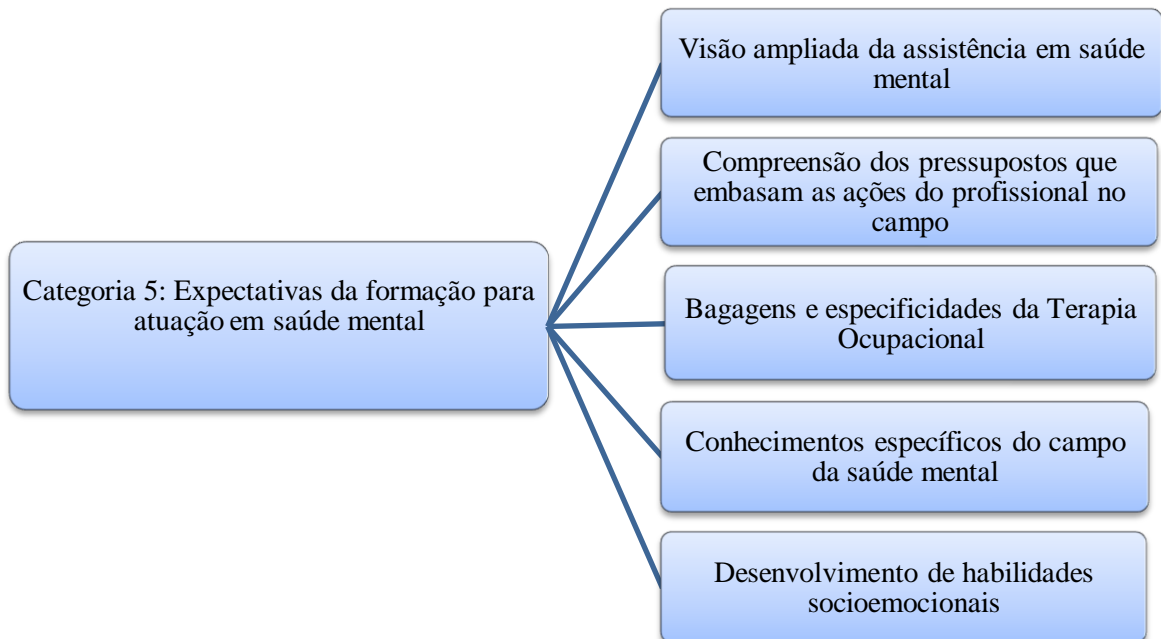 Visão ampliada da assistência em saúde
mental
Compreensão dos pressupostos que
embasam as ações do profissional no
campo
Categoria 5: Expectativas da formação para
atuação em saúde mental
Bagagens e especificidades da Terapia
Ocupacional
Conhecimentos específicos do campo
da saúde mental
Desenvolvimento de habilidades
socioemocionais